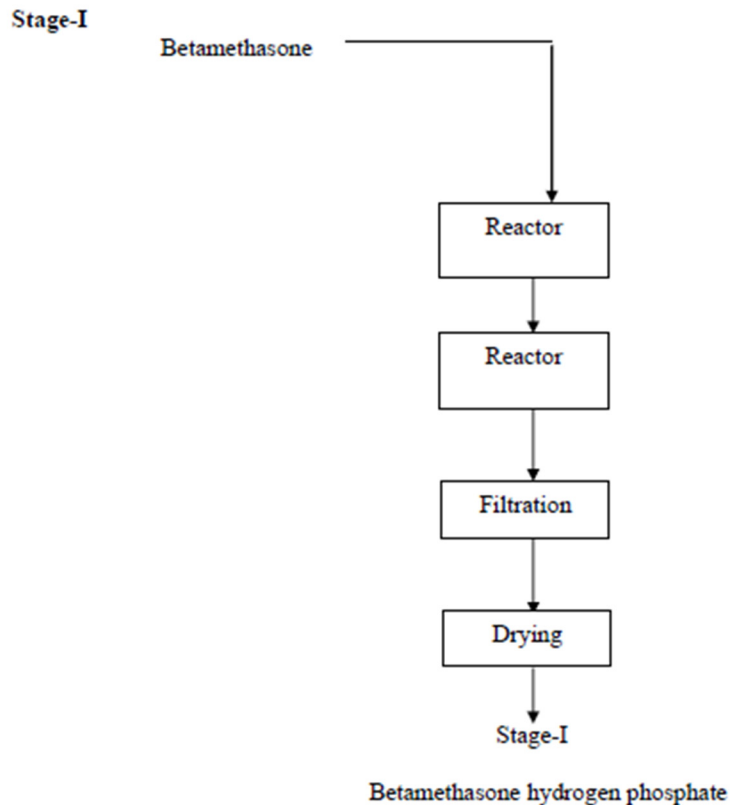 Stage-I
Betamethasone
Reactor
Reactor
Filtration
Drying
Stage-I
Betamethasone hydrogen phosphate